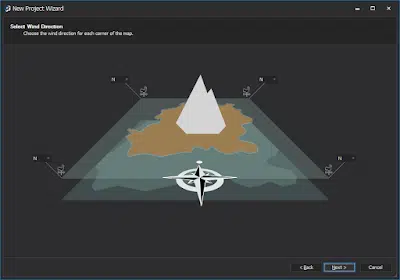 New Project Wizard
Select Wind Direction
Choose the wind direction for each corner of the map.
N
N
N
N
< Back
Next >
Cancel